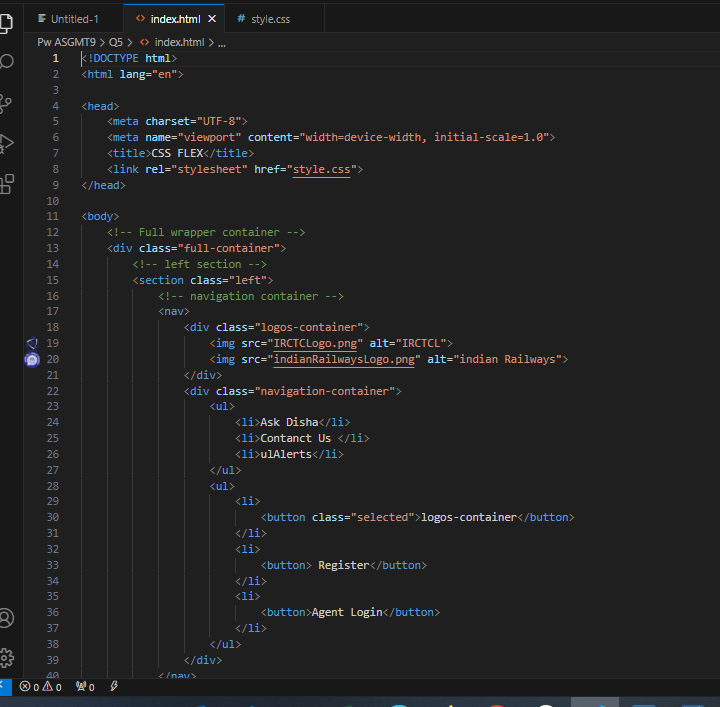 Untitled-1
index.html
style.css
Pw ASGMT9 > Q5 > index.html > ...
1 <!DOCTYPE html>
2 <html lang="en">
3
4 <head>
5 <meta charset="UTF-8">
6 <meta name="viewport" content="width=device-width, initial-scale=1.0">
7 <title>CSS FLEX</title>
8 <link rel="stylesheet" href="style.css">
9 </head>
10
11 <body>
12 <!-- Full wrapper container -->
13 <div class="full-container">
14 <!-- left section -->
15 <section class="left">
16 <!-- navigation container -->
17 <nav>
18 <div class="logos-container">
19 <img src="IRCTCLogo.png" alt="IRCTCL">
20 <img src="indianRailwaysLogo.png" alt="indian Railways">
21 </div>
22 <div class="navigation-container">
23 <ul>
24 <li>Ask Disha</li>
25 <li>Contanct Us </li>
26 <li>ulAlerts</li>
27 </ul>
28 <ul>
29 <li>
30 <button class="selected">logos-container</button>
31 </li>
32 <li>
33 <button> Register</button>
34 </li>
35 <li>
36 <button>Agent Login</button>
37 </li>
38 </ul>
39 </div>
40 </nav>
0 0 0